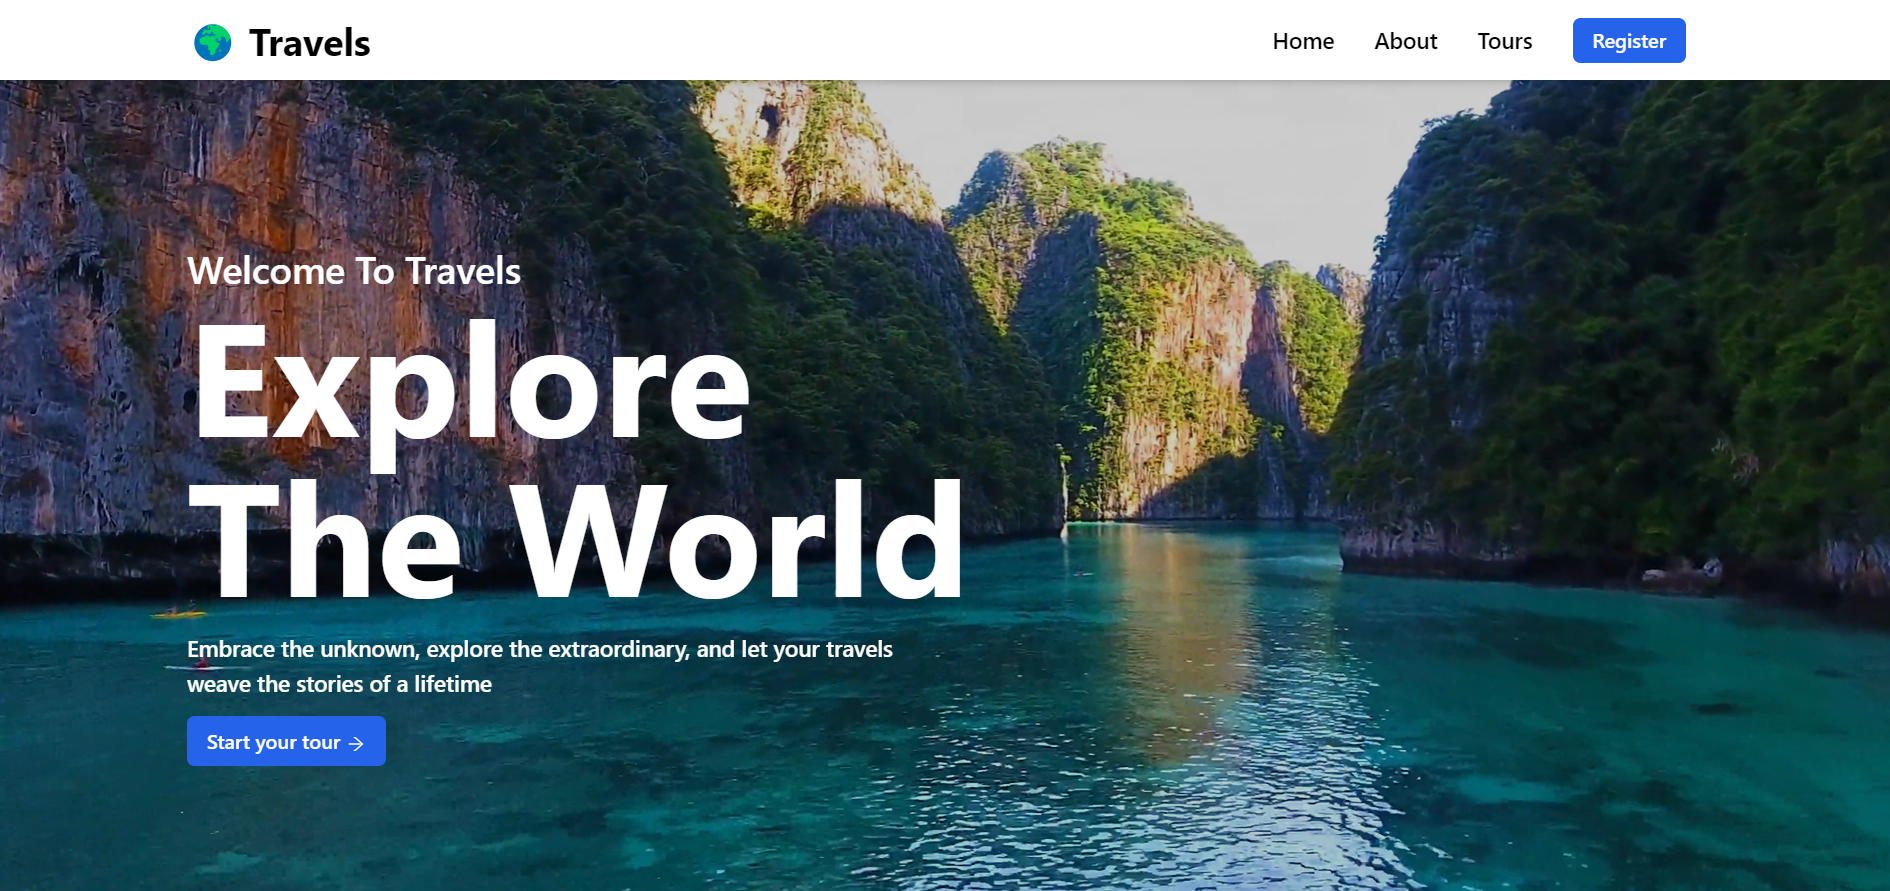 Travels
Home About Tours Register
Welcome To Travels
Explore
The World
Embrace the unknown, explore the extraordinary, and let your travels
weave the stories of a lifetime
Start your tour →